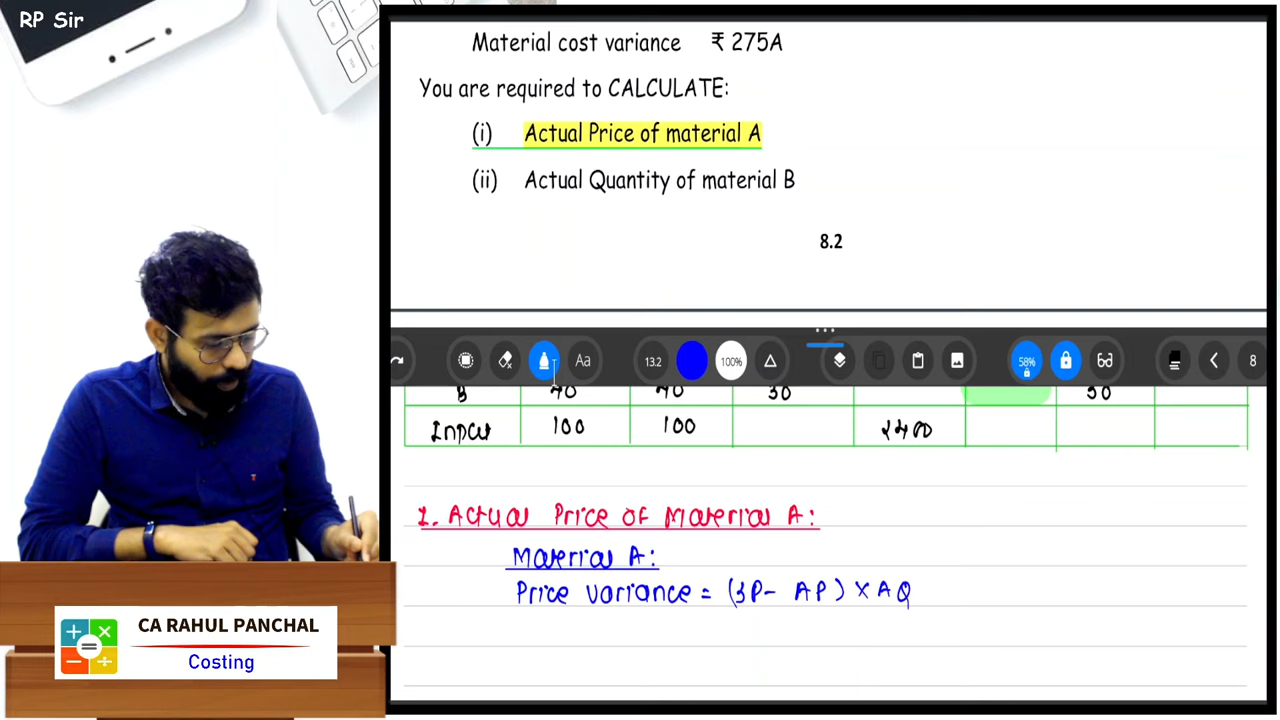 RP Sir
Material cost variance ₹ 275A
You are required to CALCULATE:
(i) Actual Price of material A
(ii) Actual Quantity of material B
8.2
Aa 13.2 100% 58% 8
B 40 40 30 50
Input 100 100 2400
1. Actual Price of Material A:
Material A:
Price variance = (SP- AP) × AQ
CA RAHUL PANCHAL
Costing